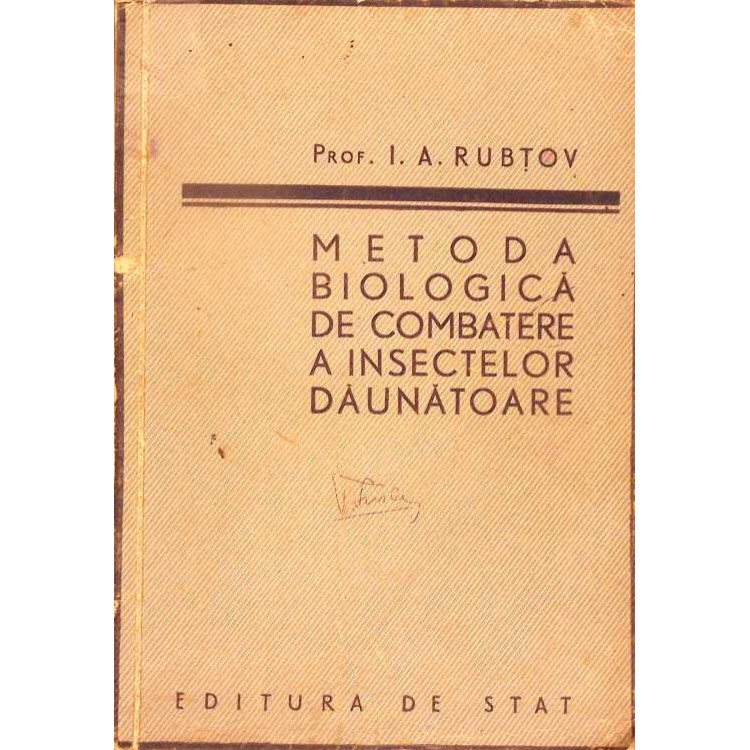 PROF. I. A. RUBȚOV
METODA
BIOLOGICĂ
DE COMBATERE
A INSECTELOR
DĂUNĂTOARE
EDITURA DE STAT